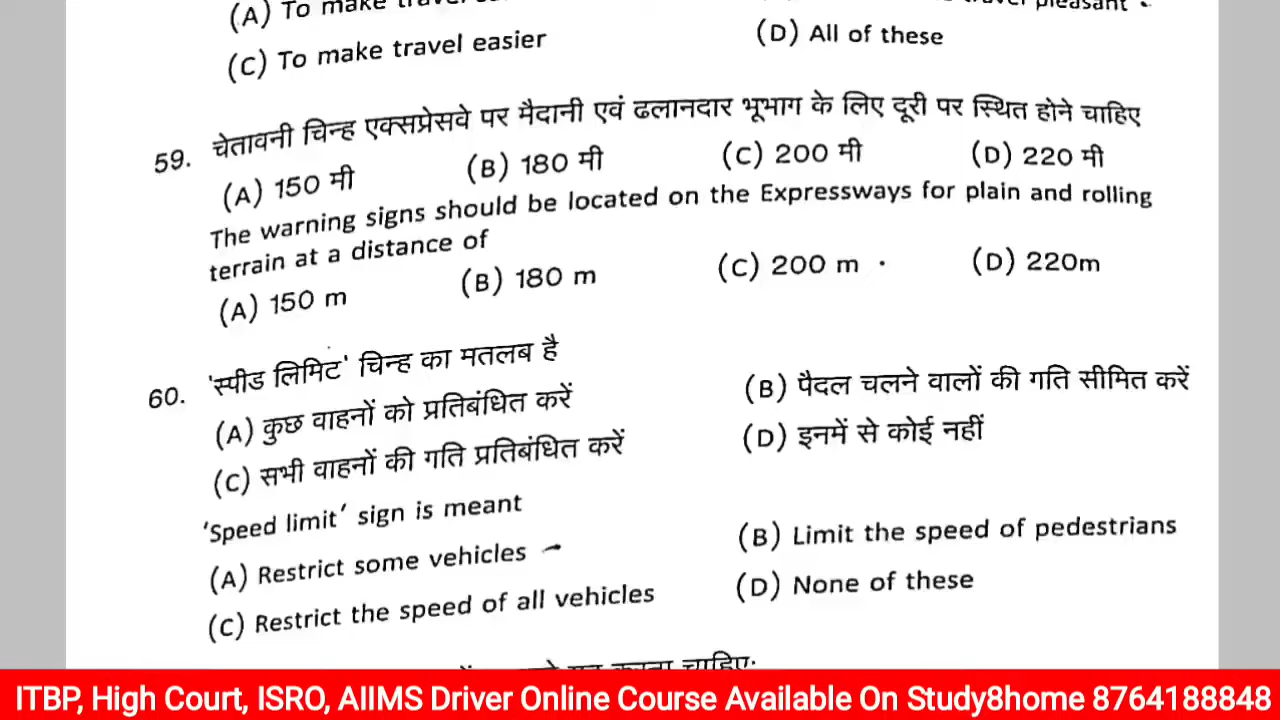 (A) To make travel
travel pleasant
(C) To make travel easier
(D) All of these
59. चेतावनी चिन्ह एक्सप्रेसवे पर मैदानी एवं ढलानदार भूभाग के लिए दूरी पर स्थित होने चाहिए
(A) 150 मी (B) 180 मी (C) 200 मी (D) 220 मी
The warning signs should be located on the Expressways for plain and rolling
terrain at a distance of
(A) 150 m (B) 180 m (C) 200 m (D) 220m
60. 'स्पीड लिमिट' चिन्ह का मतलब है
(A) कुछ वाहनों को प्रतिबंधित करें (B) पैदल चलने वालों की गति सीमित करें
(C) सभी वाहनों की गति प्रतिबंधित करें (D) इनमें से कोई नहीं
'Speed limit' sign is meant
(A) Restrict some vehicles (B) Limit the speed of pedestrians
(C) Restrict the speed of all vehicles (D) None of these
चाहिए:
ITBP, High Court, ISRO, AIIMS Driver Online Course Available On Study8home 8764188848